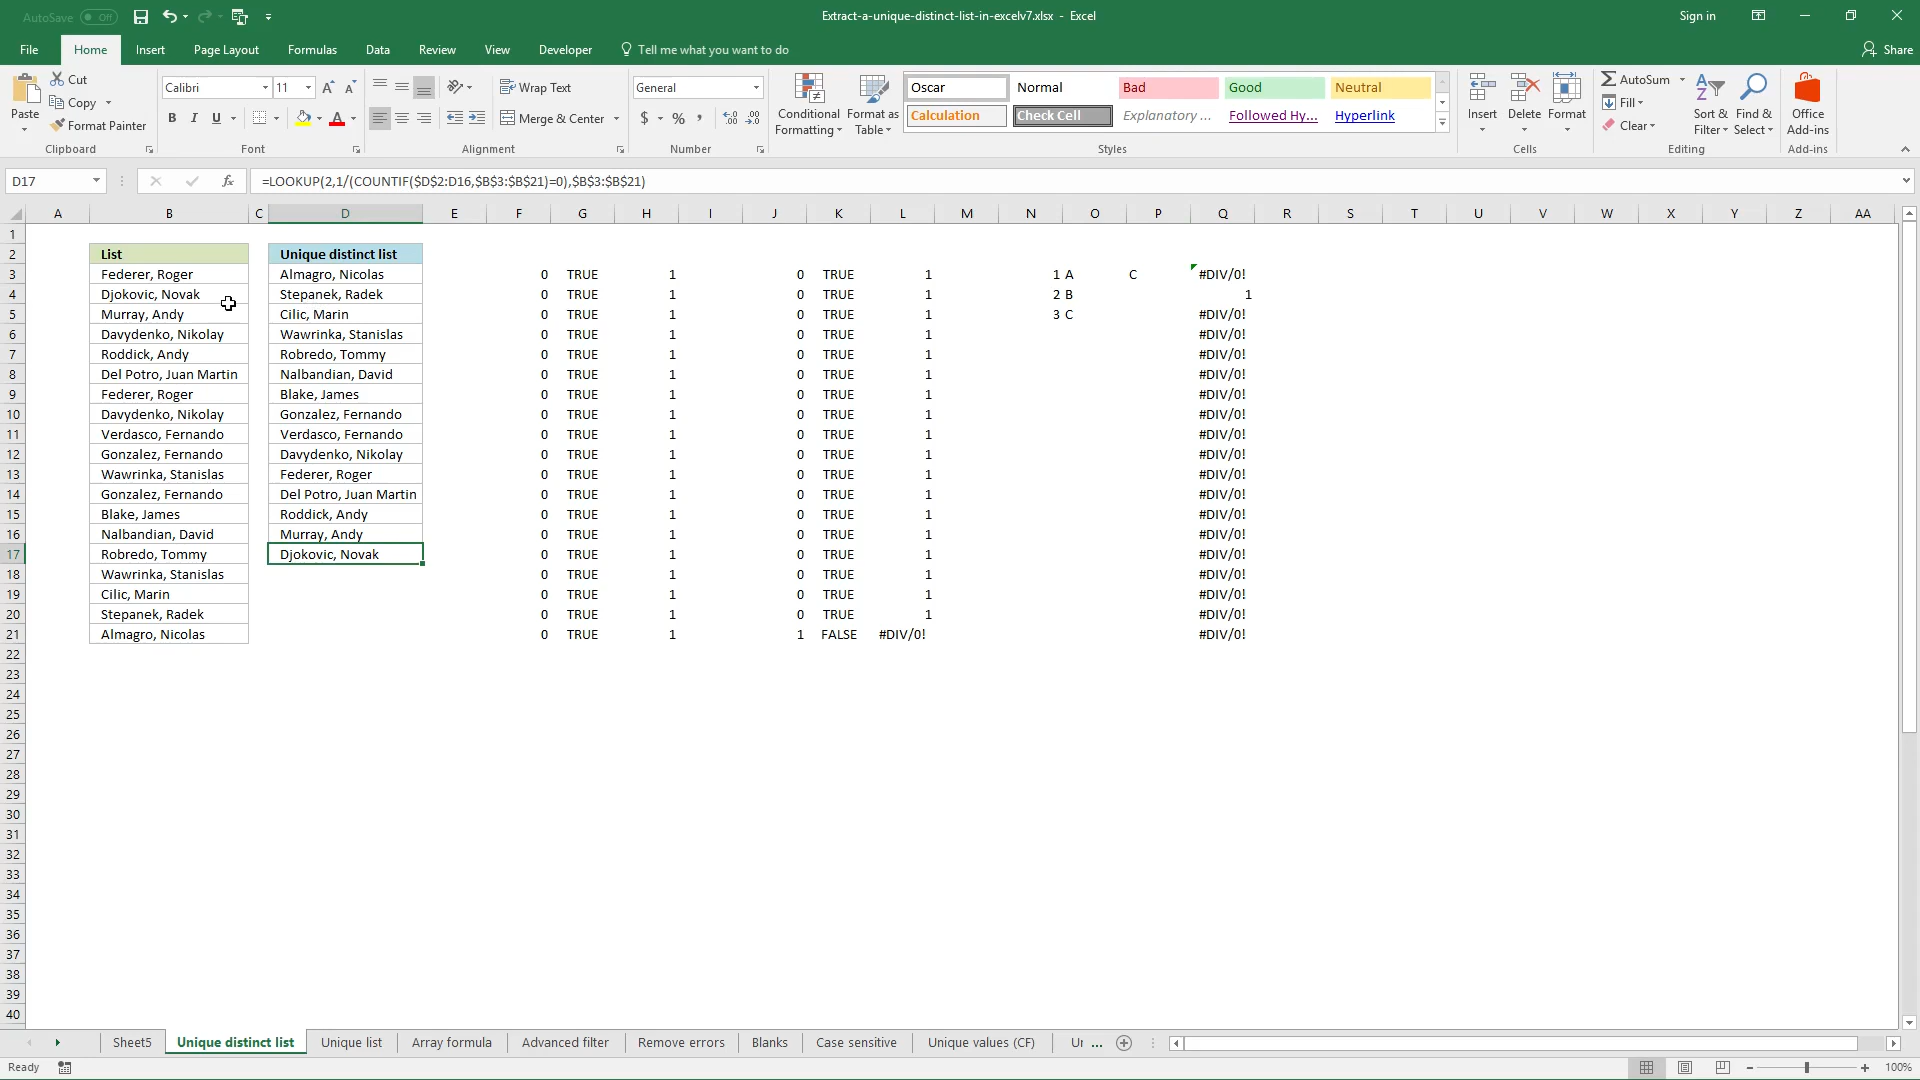 AutoSave Off
Extract-a-unique-distinct-list-in-excelv7.xlsx - Excel
Sign in
File Home Insert Page Layout Formulas Data Review View Developer Tell me what you want to do Share
Paste
Cut
Copy
Format Painter
Clipboard
Calibri 11
B I U
Font
Wrap Text
Merge & Center
Alignment
General
$ % ,
Number
Conditional Formatting
Format as Table
Oscar Normal Bad Good Neutral
Calculation Check Cell Explanatory ... Followed Hy... Hyperlink
Styles
Insert Delete Format
Cells
AutoSum
Fill
Clear
Sort & Filter
Find & Select
Editing
Office Add-ins
Add-ins
D17 fx =LOOKUP(2,1/(COUNTIF($D$2:D16,$B$3:$B$21)=0),$B$3:$B$21)
A B C D E F G H I J K L M N O P Q R S T U V W X Y Z AA
1
2 List Unique distinct list
3 Federer, Roger Almagro, Nicolas 0 TRUE 1 0 TRUE 1 1 A C #DIV/0!
4 Djokovic, Novak Stepanek, Radek 0 TRUE 1 0 TRUE 1 2 B 1
5 Murray, Andy Cilic, Marin 0 TRUE 1 0 TRUE 1 3 C #DIV/0!
6 Davydenko, Nikolay Wawrinka, Stanislas 0 TRUE 1 0 TRUE 1 #DIV/0!
7 Roddick, Andy Robredo, Tommy 0 TRUE 1 0 TRUE 1 #DIV/0!
8 Del Potro, Juan Martin Nalbandian, David 0 TRUE 1 0 TRUE 1 #DIV/0!
9 Federer, Roger Blake, James 0 TRUE 1 0 TRUE 1 #DIV/0!
10 Davydenko, Nikolay Gonzalez, Fernando 0 TRUE 1 0 TRUE 1 #DIV/0!
11 Verdasco, Fernando Verdasco, Fernando 0 TRUE 1 0 TRUE 1 #DIV/0!
12 Gonzalez, Fernando Davydenko, Nikolay 0 TRUE 1 0 TRUE 1 #DIV/0!
13 Wawrinka, Stanislas Federer, Roger 0 TRUE 1 0 TRUE 1 #DIV/0!
14 Gonzalez, Fernando Del Potro, Juan Martin 0 TRUE 1 0 TRUE 1 #DIV/0!
15 Blake, James Roddick, Andy 0 TRUE 1 0 TRUE 1 #DIV/0!
16 Nalbandian, David Murray, Andy 0 TRUE 1 0 TRUE 1 #DIV/0!
17 Robredo, Tommy Djokovic, Novak 0 TRUE 1 0 TRUE 1 #DIV/0!
18 Wawrinka, Stanislas 0 TRUE 1 0 TRUE 1 #DIV/0!
19 Cilic, Marin 0 TRUE 1 0 TRUE 1 #DIV/0!
20 Stepanek, Radek 0 TRUE 1 0 TRUE 1 #DIV/0!
21 Almagro, Nicolas 0 TRUE 1 1 FALSE #DIV/0! #DIV/0!
22
23
24
25
26
27
28
29
30
31
32
33
34
35
36
37
38
39
40
Sheet5 Unique distinct list Unique list Array formula Advanced filter Remove errors Blanks Case sensitive Unique values (CF) Ur ...
Ready 100%